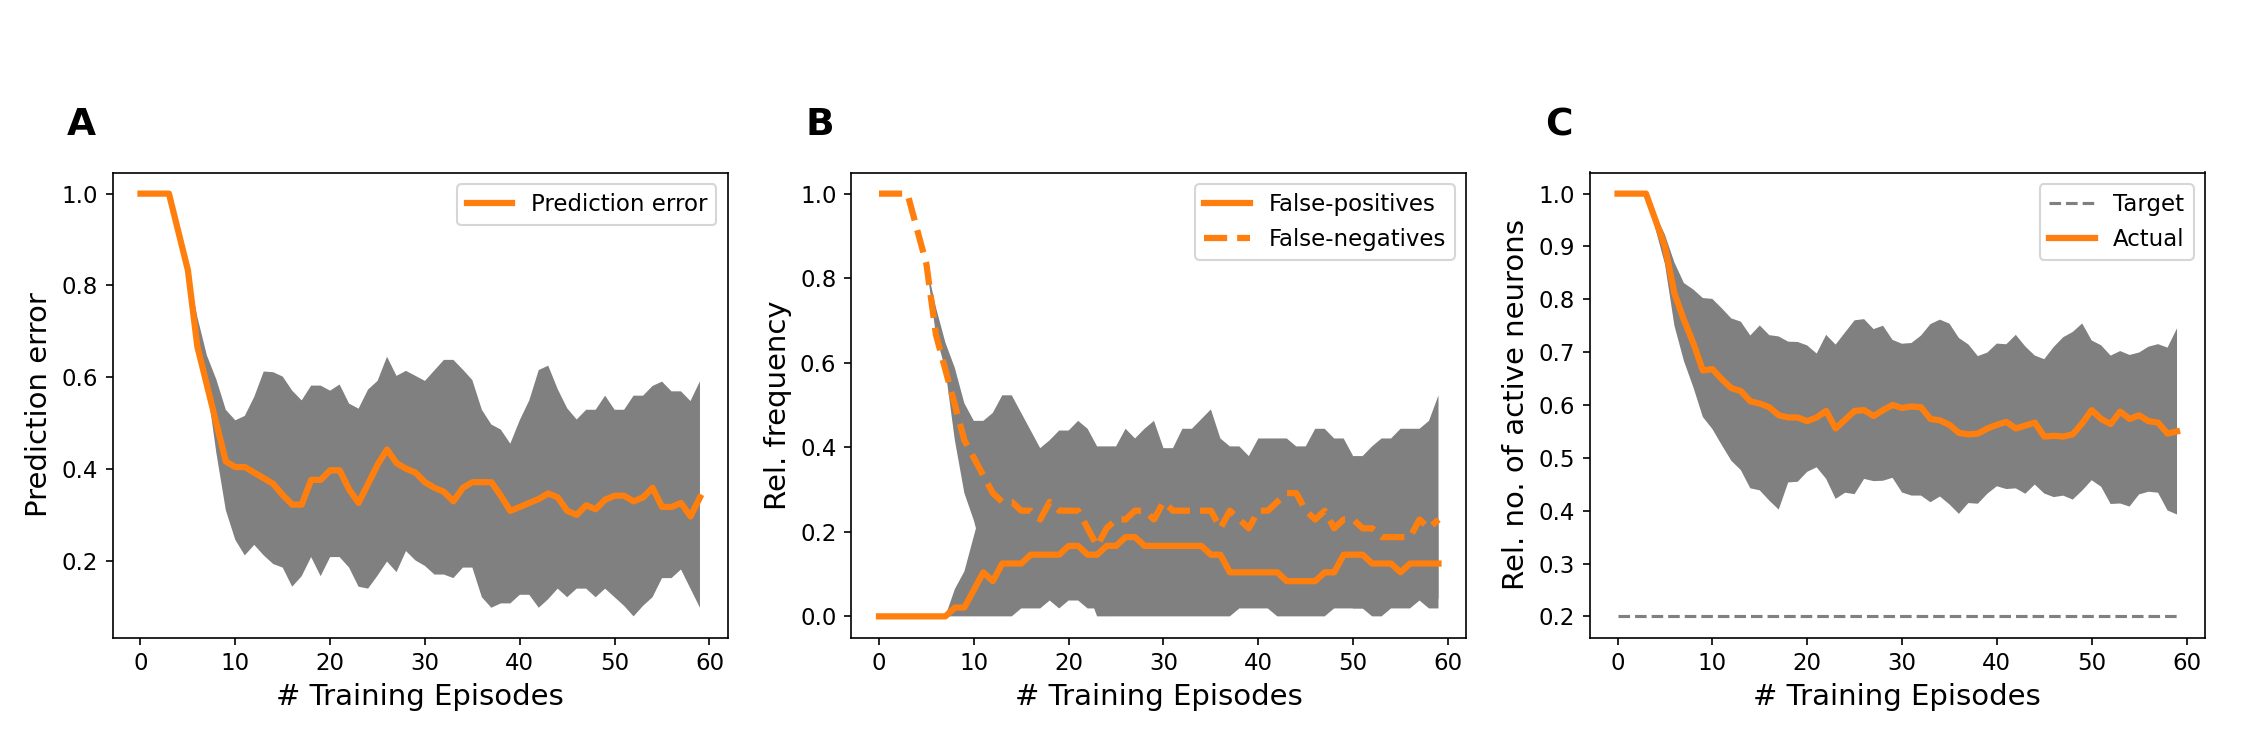 A
B
C
Prediction error
1.0
0.8
0.6
0.4
0.2
Prediction error
0
10
20
30
40
50
60
# Training Episodes
Rel. frequency
1.0
0.8
0.6
0.4
0.2
0.0
False-positives
False-negatives
0
10
20
30
40
50
60
# Training Episodes
Rel. no. of active neurons
1.0
0.9
0.8
0.7
0.6
0.5
0.4
0.3
0.2
Target
Actual
0
10
20
30
40
50
60
# Training Episodes